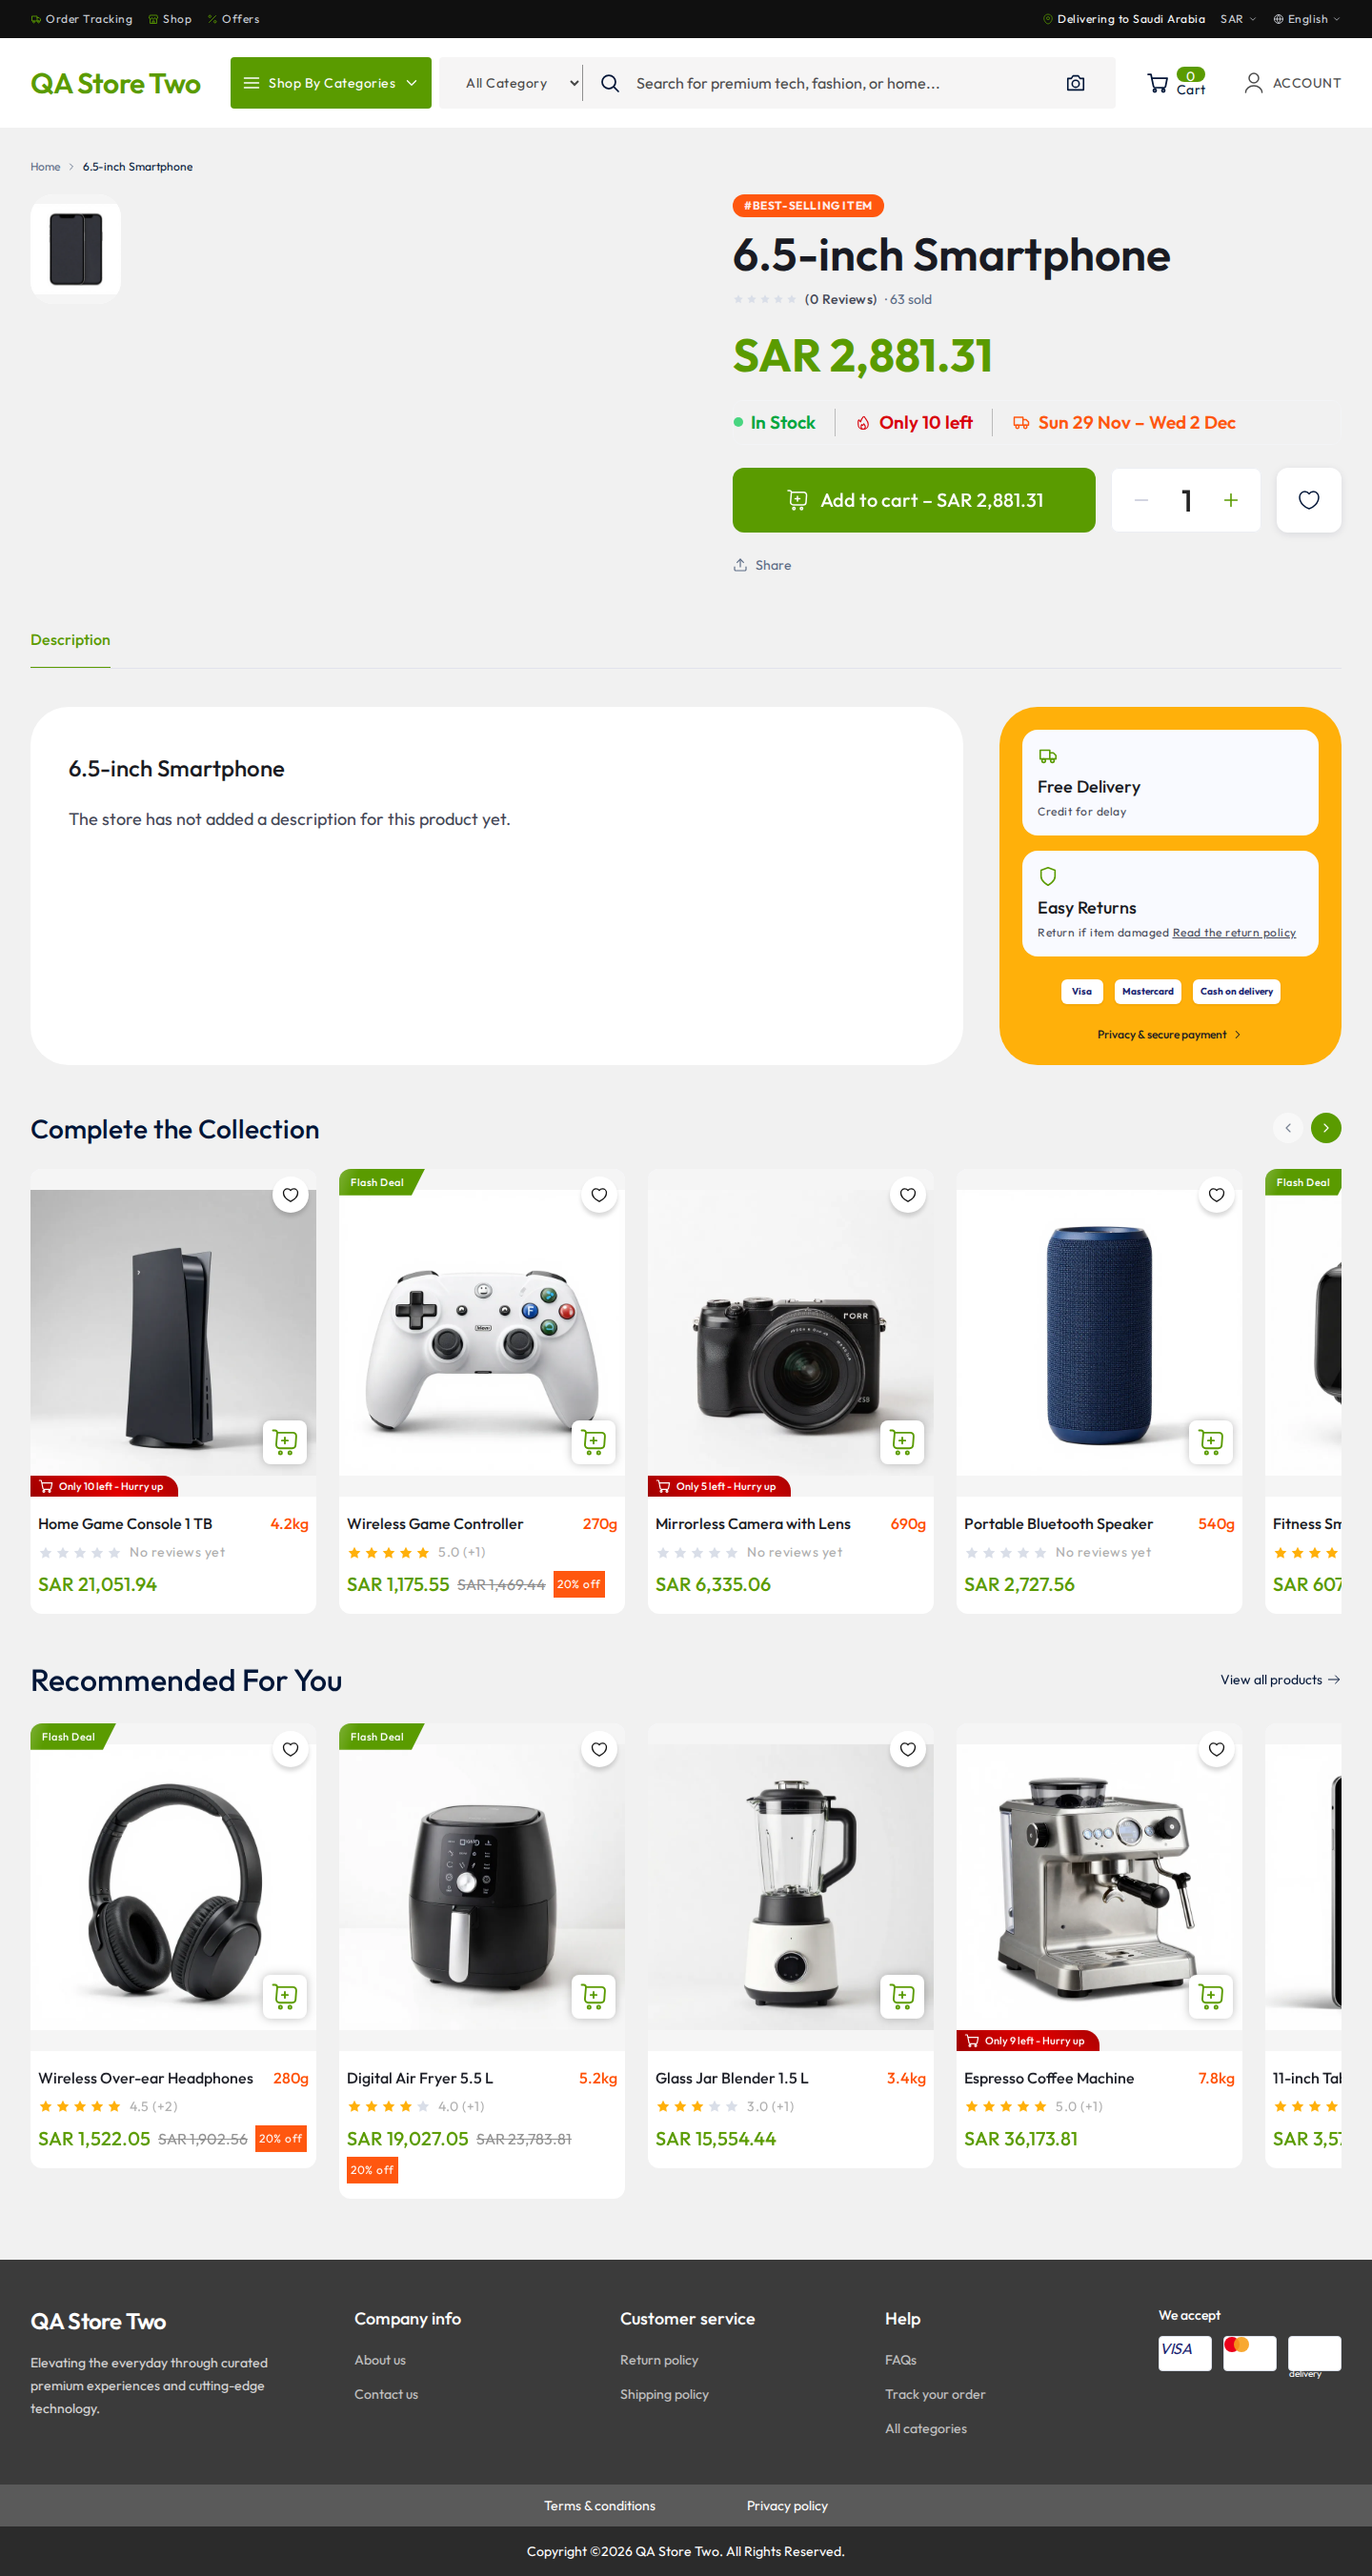 Order Tracking Shop Offers
Delivering to Saudi Arabia SAR English
QA Store Two
Shop By Categories
All Category
Search for premium tech, fashion, or home...
0
Cart
ACCOUNT
Home > 6.5-inch Smartphone
#BEST-SELLING ITEM
6.5-inch Smartphone
(0 Reviews) · 63 sold
SAR 2,881.31
In Stock
Only 10 left
Sun 29 Nov – Wed 2 Dec
Add to cart – SAR 2,881.31
1
Share
Description
6.5-inch Smartphone
The store has not added a description for this product yet.
Free Delivery
Credit for delay
Easy Returns
Return if item damaged Read the return policy
Visa Mastercard Cash on delivery
Privacy & secure payment
Complete the Collection
Only 10 left - Hurry up
Home Game Console 1 TB 4.2kg
No reviews yet
SAR 21,051.94
Flash Deal
Wireless Game Controller 270g
5.0 (+1)
SAR 1,175.55 SAR 1,469.44 20% off
Only 5 left - Hurry up
Mirrorless Camera with Lens 690g
No reviews yet
SAR 6,335.06
Portable Bluetooth Speaker 540g
No reviews yet
SAR 2,727.56
Flash Deal
Fitness Sm
SAR 607
Recommended For You
View all products
Flash Deal
Wireless Over-ear Headphones 280g
4.5 (+2)
SAR 1,522.05 SAR 1,902.56 20% off
Flash Deal
Digital Air Fryer 5.5 L 5.2kg
4.0 (+1)
SAR 19,027.05 SAR 23,783.81
20% off
Glass Jar Blender 1.5 L 3.4kg
3.0 (+1)
SAR 15,554.44
Only 9 left - Hurry up
Espresso Coffee Machine 7.8kg
5.0 (+1)
SAR 36,173.81
11-inch Tab
SAR 3,57
QA Store Two
Elevating the everyday through curated
premium experiences and cutting-edge
technology.
Company info
About us
Contact us
Customer service
Return policy
Shipping policy
Help
FAQs
Track your order
All categories
We accept
VISA
delivery
Terms & conditions Privacy policy
Copyright ©2026 QA Store Two. All Rights Reserved.